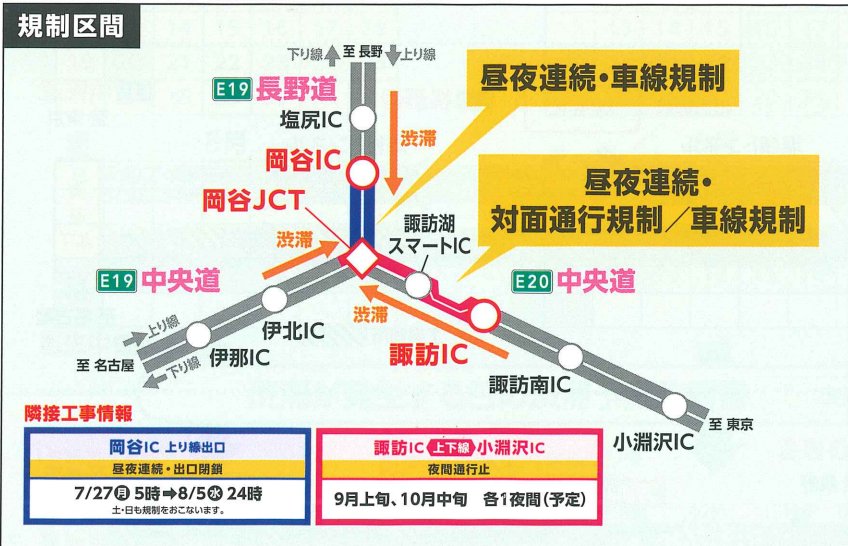 規制区間
下り線 至 長野 上り線
E19 長野道
昼夜連続・車線規制
塩尻IC
渋滞
岡谷IC
昼夜連続・
対面通行規制／車線規制
岡谷JCT
諏訪湖
スマートIC
渋滞
E19 中央道
E20 中央道
渋滞
上り線
伊北IC
伊那IC
諏訪IC
至 名古屋
下り線
諏訪南IC
至 東京
小淵沢IC
隣接工事情報
岡谷IC 上り線出口
昼夜連続・出口閉鎖
7/27月 5時➡8/5水 24時
土・日も規制をおこないます。
諏訪IC 上下線 小淵沢IC
夜間通行止
9月上旬、10月中旬 各1夜間(予定)